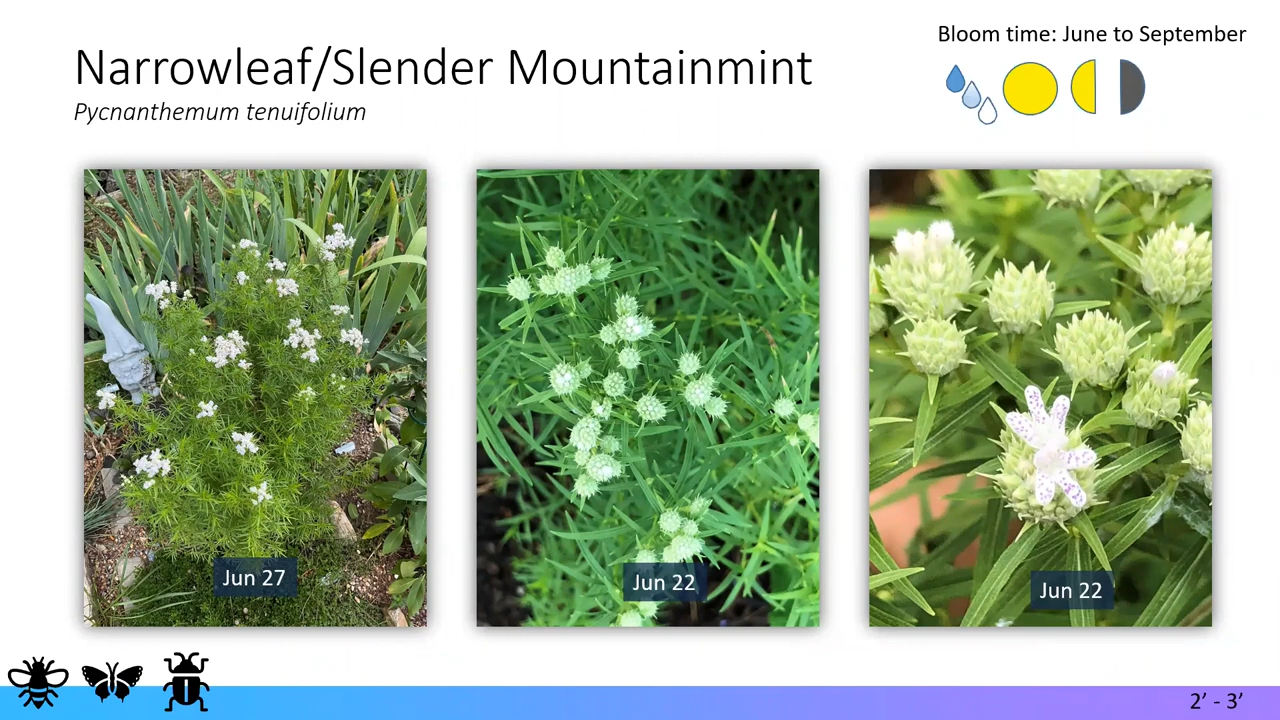 Bloom time: June to September
Narrowleaf/Slender Mountainmint
Pycnanthemum tenuifolium
Jun 27
Jun 22
Jun 22
2’ - 3’